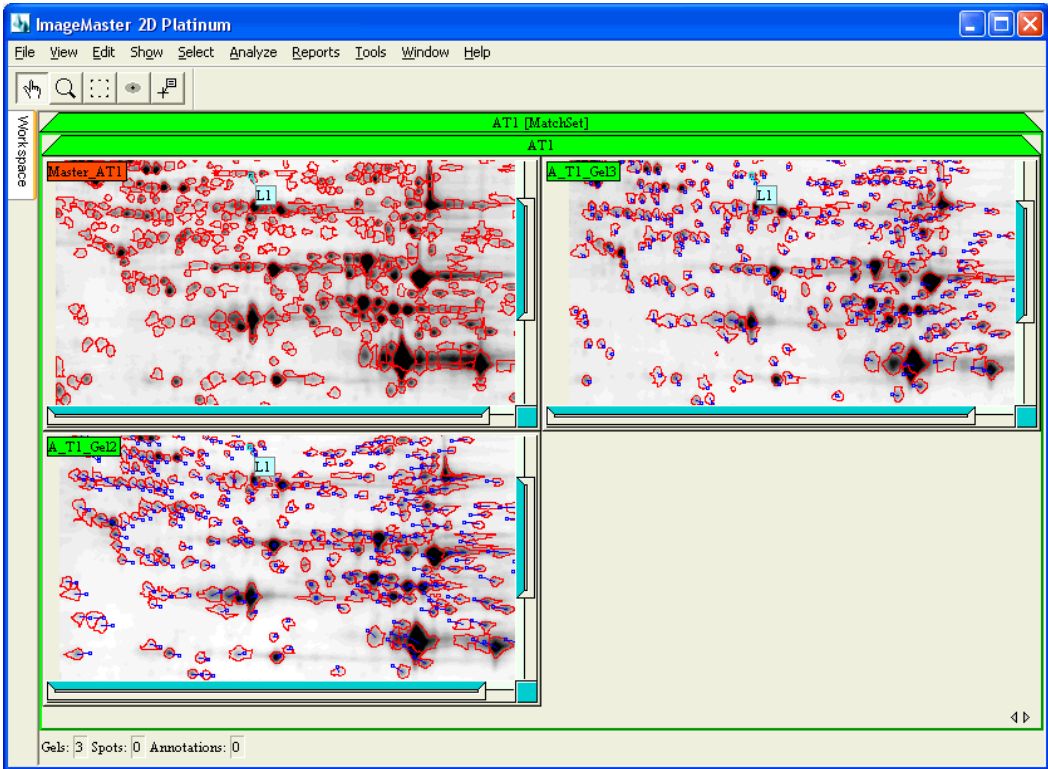 ImageMaster 2D Platinum
File View Edit Show Select Analyze Reports Tools Window Help
Workspace
AT1 [MatchSet]
AT1
Master_AT1
L1
A_T1_Gel3
L1
A_T1_Gel2
L1
Gels: 3 Spots: 0 Annotations: 0